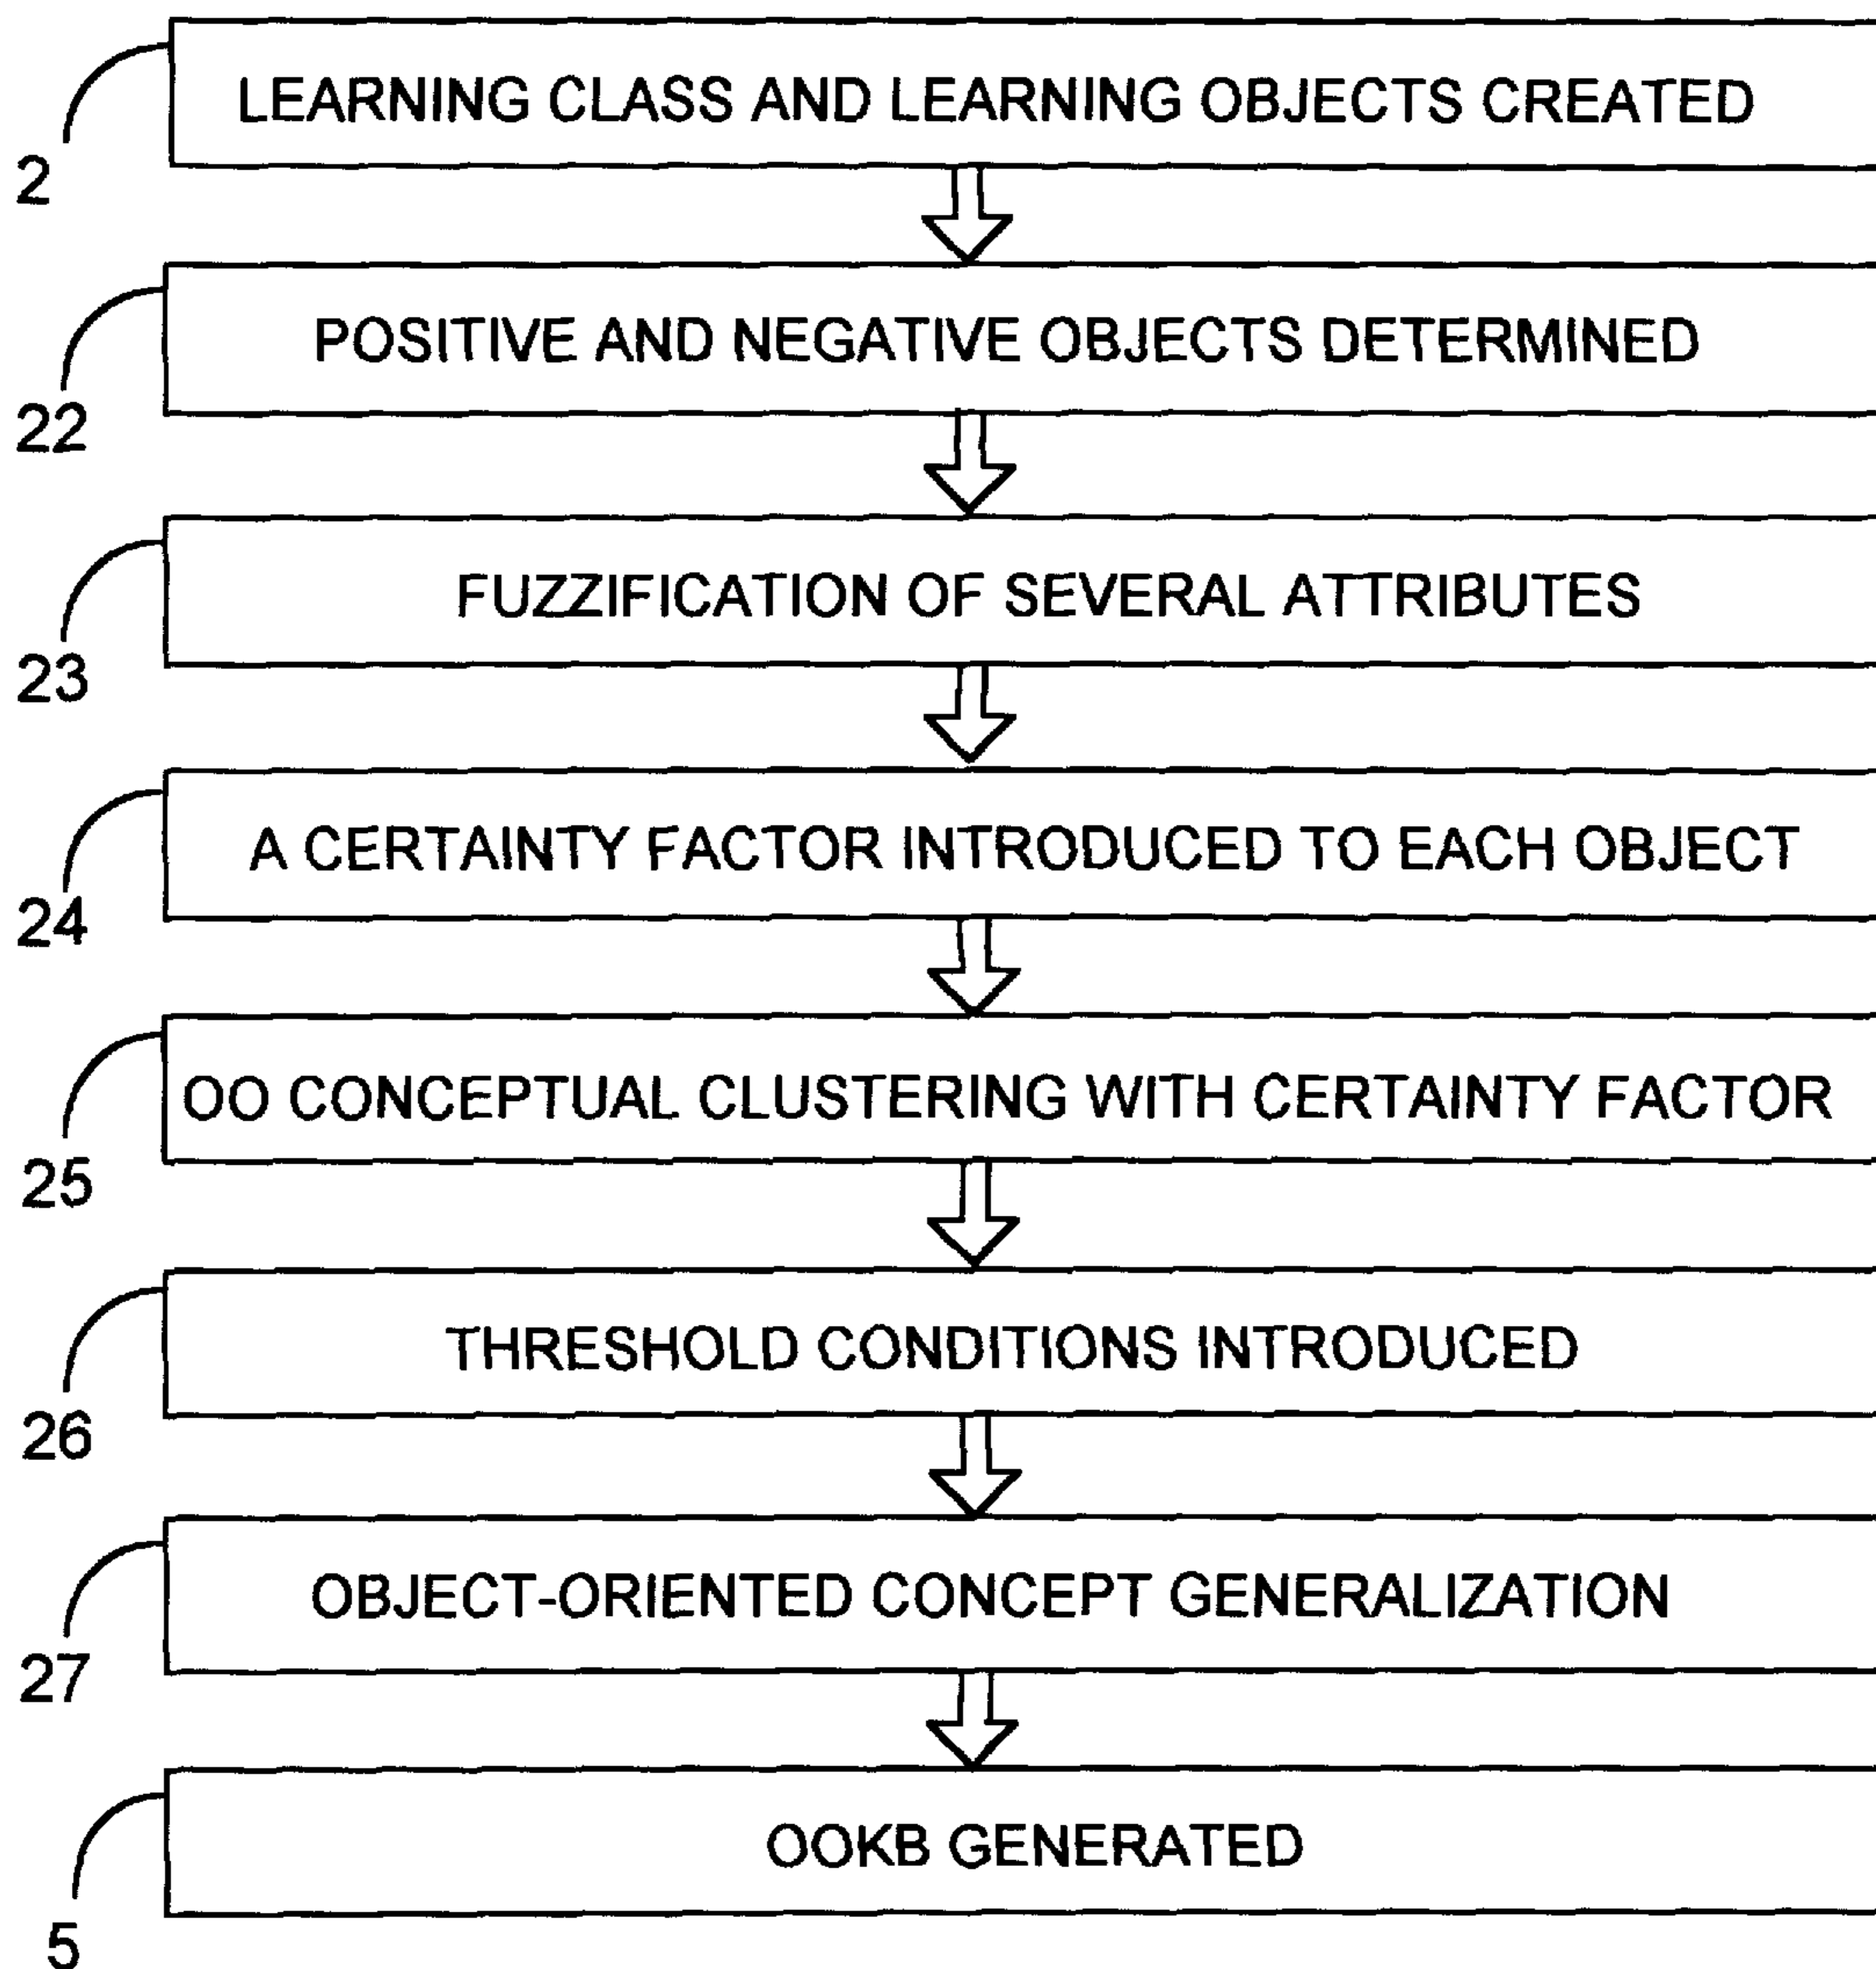 LEARNING CLASS AND LEARNING OBJECTS CREATED
2
POSITIVE AND NEGATIVE OBJECTS DETERMINED
22
FUZZIFICATION OF SEVERAL ATTRIBUTES
23
A CERTAINTY FACTOR INTRODUCED TO EACH OBJECT
24
OO CONCEPTUAL CLUSTERING WITH CERTAINTY FACTOR
25
THRESHOLD CONDITIONS INTRODUCED
26
OBJECT-ORIENTED CONCEPT GENERALIZATION
27
OOKB GENERATED
5